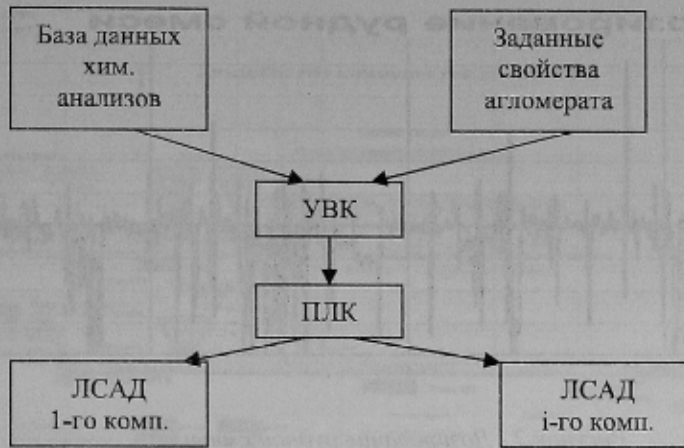 База данных
хим.
анализов
Заданные
свойства
агломерата
УВК
ПЛК
ЛСАД
1-го комп.
ЛСАД
i-го комп.